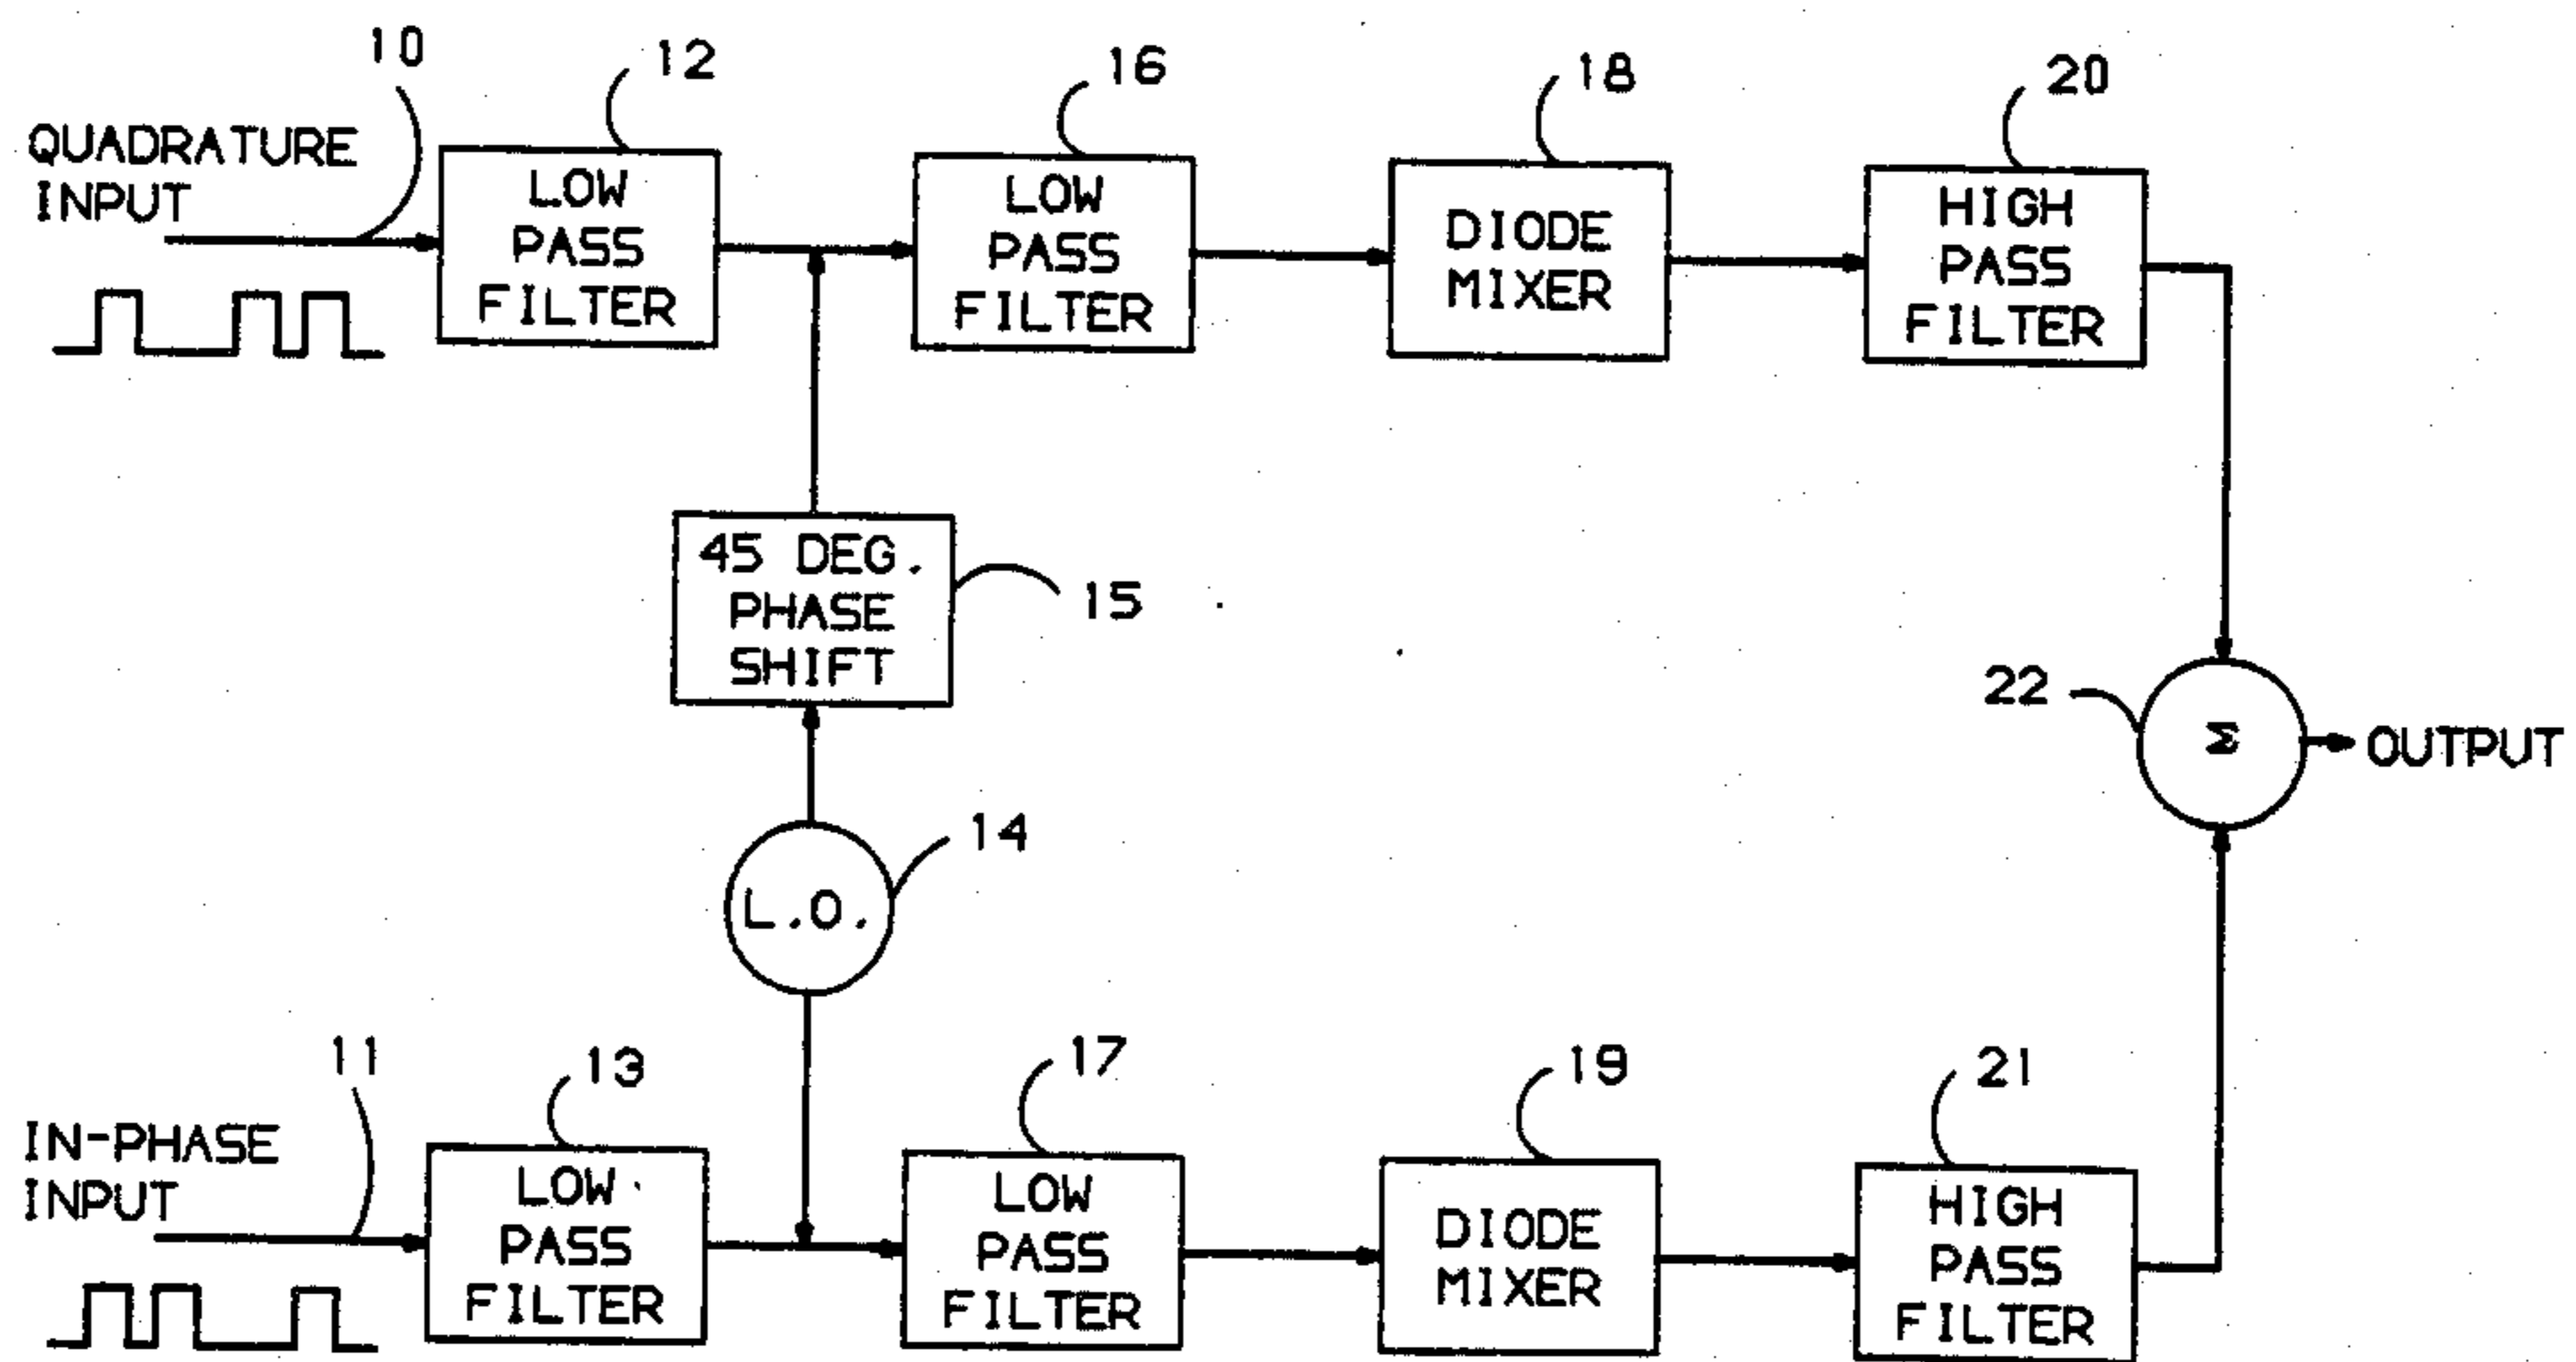 10
12
16
18
20
QUADRATURE
INPUT
LOW
PASS
FILTER
LOW
PASS
FILTER
DIODE
MIXER
HIGH
PASS
FILTER
45 DEG.
PHASE
SHIFT
15
22
Σ
OUTPUT
14
L.O.
11
13
17
19
21
IN-PHASE
INPUT
LOW
PASS
FILTER
LOW
PASS
FILTER
DIODE
MIXER
HIGH
PASS
FILTER